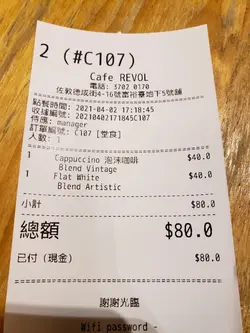 2 (#C107)
Cafe REVOL
電話: 3702 0170
佐敦德成街4-16號富裕臺地下5號舖
點餐時間: 2021-04-02 17:18:45
收據編號: 20210402171845C107
侍應: manager
訂單編號: C107 [堂食]
人數: 1
1 Cappuccino 泡沫咖啡 $40.0
Blend Vintage
1 Flat White $40.0
Blend Artistic
小計 $80.0
總額 $80.0
已付 (現金) $80.0
謝謝光臨
Wifi password -